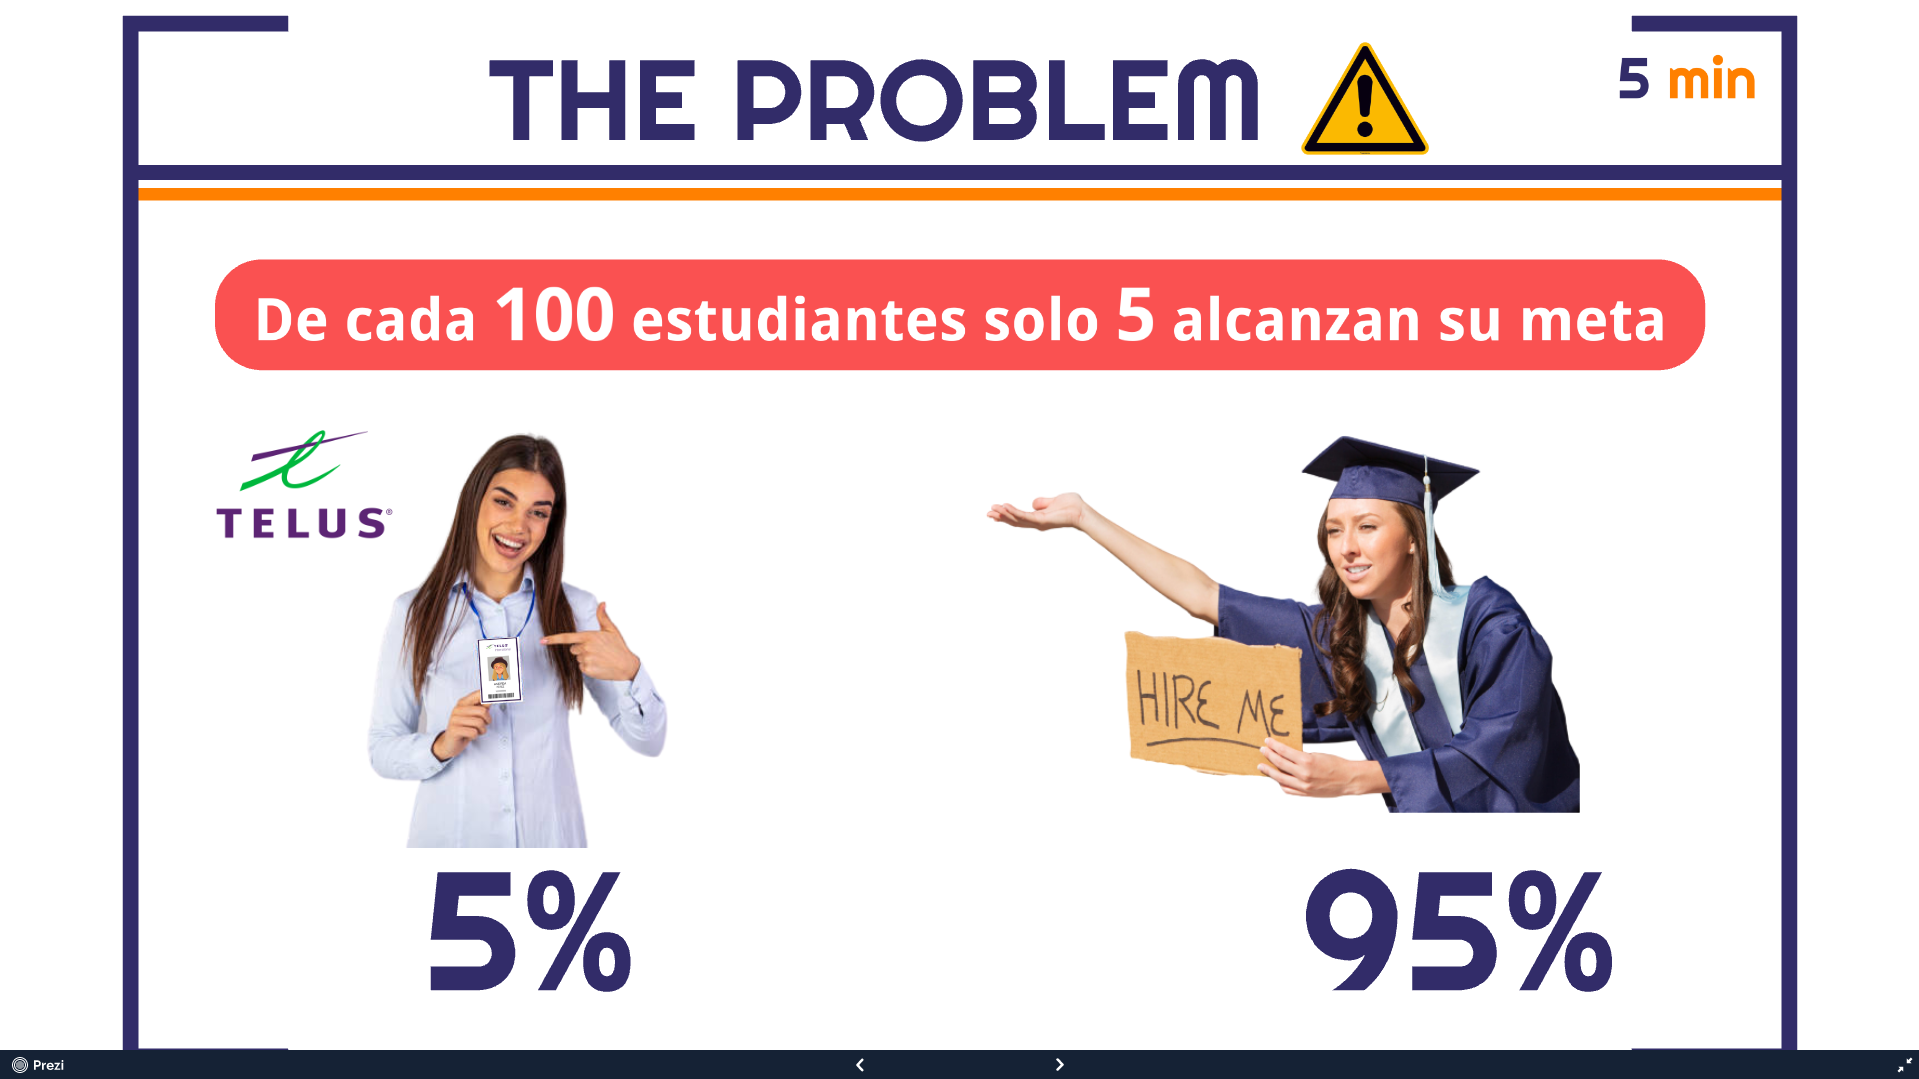 THE PROBLEM
5 min
De cada 100 estudiantes solo 5 alcanzan su meta
TELUS®
TELUS
HIRE ME
5%
95%
Prezi